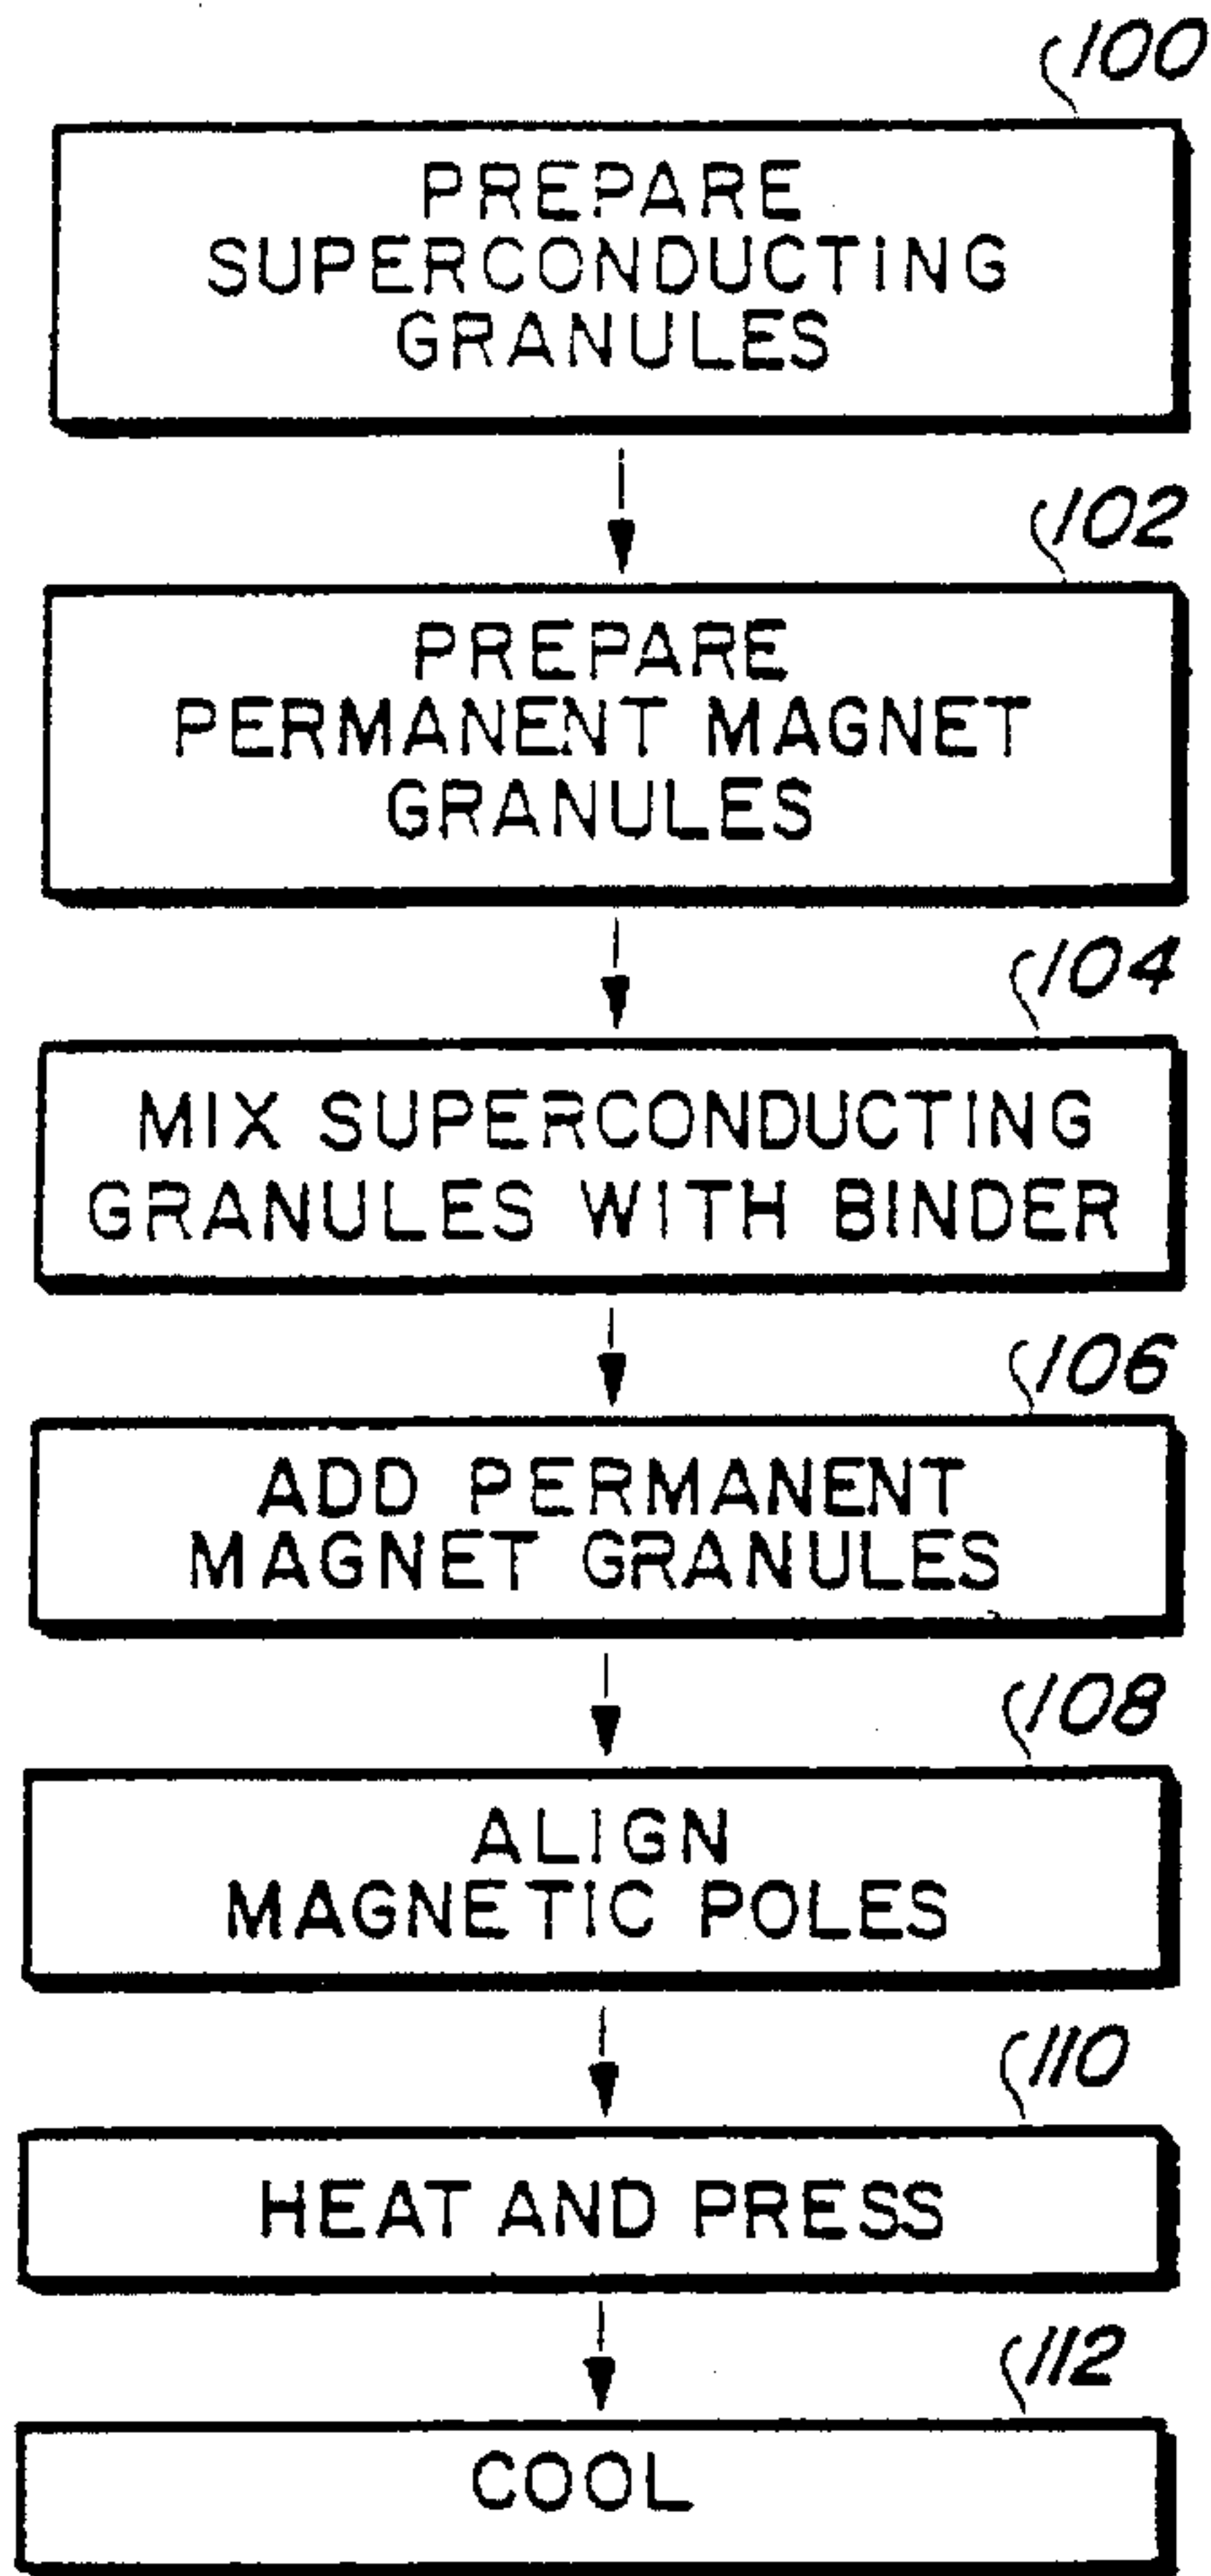 100
PREPARE
SUPERCONDUCTING
GRANULES
102
PREPARE
PERMANENT MAGNET
GRANULES
104
MIX SUPERCONDUCTING
GRANULES WITH BINDER
106
ADD PERMANENT
MAGNET GRANULES
108
ALIGN
MAGNETIC POLES
110
HEAT AND PRESS
112
COOL